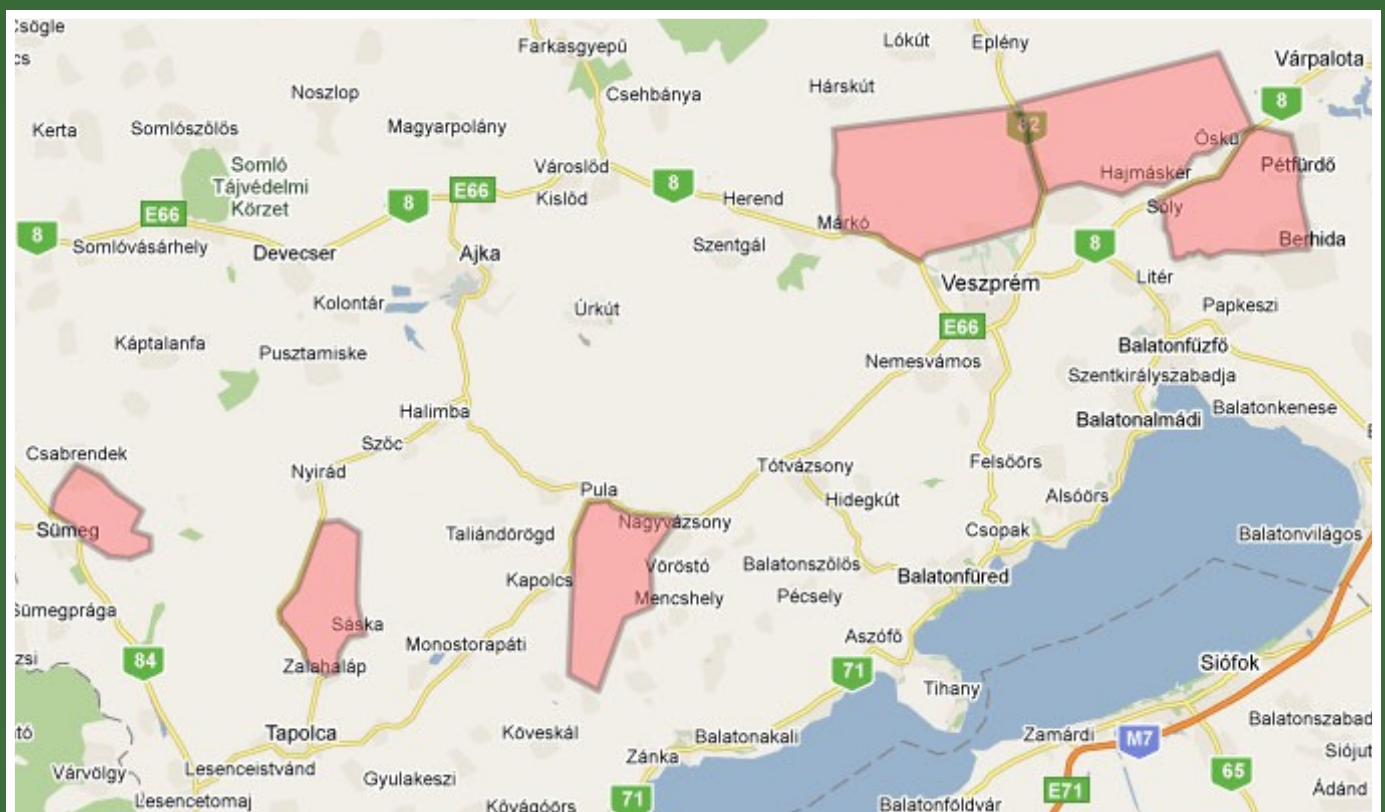 Csögle
Farkasgyepű
Lókút
Eplény
Várpalota
Noszlop
Csehbánya
Hárskút
8
Kerta
Somlószőlős
Magyarpolány
82
Öskü
Somló
Tájvédelmi
Körzet
Városlőd
Hajmáskér
Pétfürdő
E66
8
E66
Kislőd
8
Herend
Sóly
8
Somlóvásárhely
Devecser
Ajka
Szentgál
Márkó
8
Berhida
Kolontár
Úrkút
Veszprém
Litér
Papkeszi
E66
Káptalanfa
Pusztamiske
Nemesvámos
Balatonfűzfő
Szentkirályszabadja
Halimba
Balatonalmádi
Balatonkenese
Csabrendek
Szőc
Nyirád
Tótvázsony
Felsőörs
Pula
Hidegkút
Alsóörs
Sümeg
Taliándörögd
Nagyvázsony
Csopak
Balatonvilágos
Kapolcs
Vöröstó
Balatonszőlős
Balatonfüred
Sümegprága
Mencshely
Pécsely
Sáska
Monostorapáti
Aszófő
zsi
84
Zalahaláp
71
Siófok
Tihany
Tapolca
Köveskál
Balatonakali
Zamárdi
M7
Balatonszabad
Várvölgy
Lesenceistvánd
Gyulakeszi
Zánka
65
Siójut
Lesencetomaj
Kővágóörs
71
Balatonföldvár
E71
Ádánd